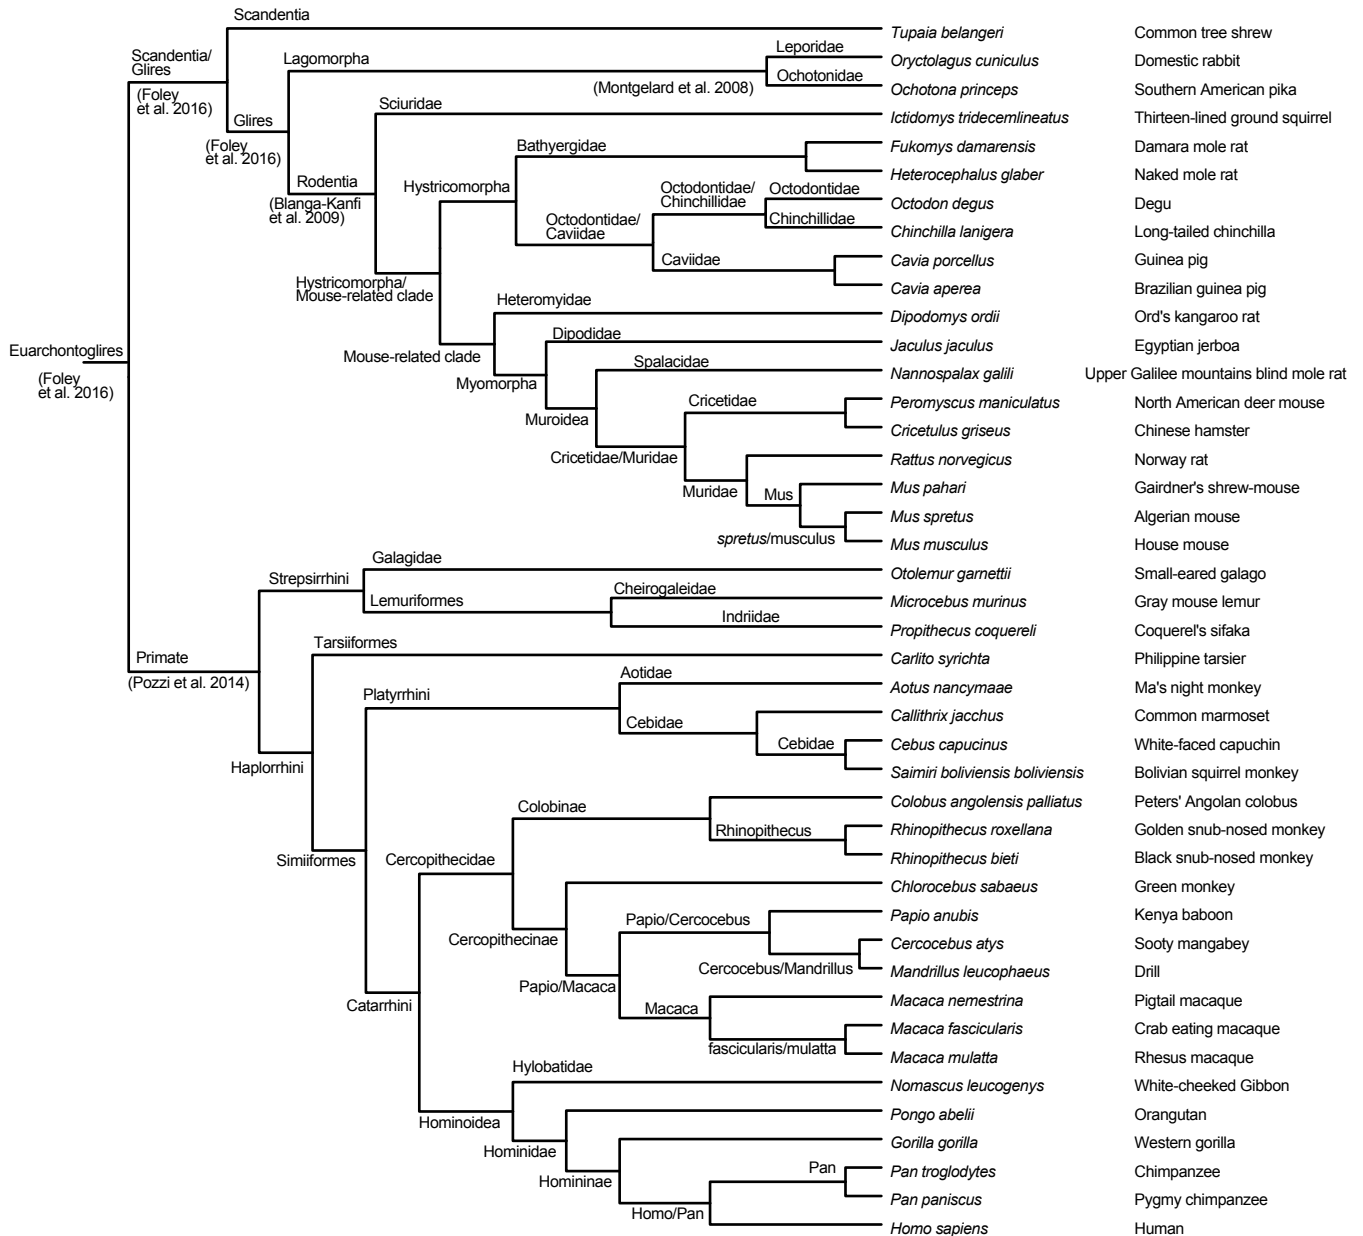 Scandentia
Tupaia belangeri Common tree shrew
Scandentia/
Glires
(Foley
et al. 2016)
Lagomorpha
Leporidae
Oryctolagus cuniculus Domestic rabbit
Ochotonidae
(Montgelard et al. 2008)
Ochotona princeps Southern American pika
Glires
(Foley
et al. 2016)
Sciuridae
Ictidomys tridecemlineatus Thirteen-lined ground squirrel
Rodentia
(Blanga-Kanfi
et al. 2009)
Bathyergidae
Fukomys damarensis Damara mole rat
Heterocephalus glaber Naked mole rat
Hystricomorpha
Octodontidae/
Chinchillidae
Octodontidae
Octodon degus Degu
Chinchillidae
Chinchilla lanigera Long-tailed chinchilla
Octodontidae/
Caviidae
Caviidae
Cavia porcellus Guinea pig
Cavia aperea Brazilian guinea pig
Hystricomorpha/
Mouse-related clade
Heteromyidae
Dipodomys ordii Ord's kangaroo rat
Mouse-related clade
Dipodidae
Jaculus jaculus Egyptian jerboa
Myomorpha
Spalacidae
Nannospalax galili Upper Galilee mountains blind mole rat
Muroidea
Cricetidae
Peromyscus maniculatus North American deer mouse
Cricetulus griseus Chinese hamster
Cricetidae/Muridae
Rattus norvegicus Norway rat
Muridae
Mus
Mus pahari Gairdner's shrew-mouse
Mus spretus Algerian mouse
spretus/musculus
Mus musculus House mouse
Euarchontoglires
(Foley
et al. 2016)
Galagidae
Otolemur garnettii Small-eared galago
Strepsirrhini
Lemuriformes
Cheirogaleidae
Microcebus murinus Gray mouse lemur
Indriidae
Propithecus coquereli Coquerel's sifaka
Primate
(Pozzi et al. 2014)
Tarsiiformes
Carlito syrichta Philippine tarsier
Haplorrhini
Platyrrhini
Aotidae
Aotus nancymaae Ma's night monkey
Cebidae
Callithrix jacchus Common marmoset
Cebidae
Cebus capucinus White-faced capuchin
Saimiri boliviensis boliviensis Bolivian squirrel monkey
Simiiformes
Colobinae
Colobus angolensis palliatus Peters' Angolan colobus
Rhinopithecus
Rhinopithecus roxellana Golden snub-nosed monkey
Rhinopithecus bieti Black snub-nosed monkey
Cercopithecidae
Chlorocebus sabaeus Green monkey
Cercopithecinae
Papio/Cercocebus
Papio anubis Kenya baboon
Cercocebus atys Sooty mangabey
Cercocebus/Mandrillus
Mandrillus leucophaeus Drill
Papio/Macaca
Macaca
Macaca nemestrina Pigtail macaque
Macaca fascicularis Crab eating macaque
fascicularis/mulatta
Macaca mulatta Rhesus macaque
Catarrhini
Hylobatidae
Nomascus leucogenys White-cheeked Gibbon
Hominoidea
Pongo abelii Orangutan
Hominidae
Gorilla gorilla Western gorilla
Homininae
Pan
Pan troglodytes Chimpanzee
Pan paniscus Pygmy chimpanzee
Homo/Pan
Homo sapiens Human